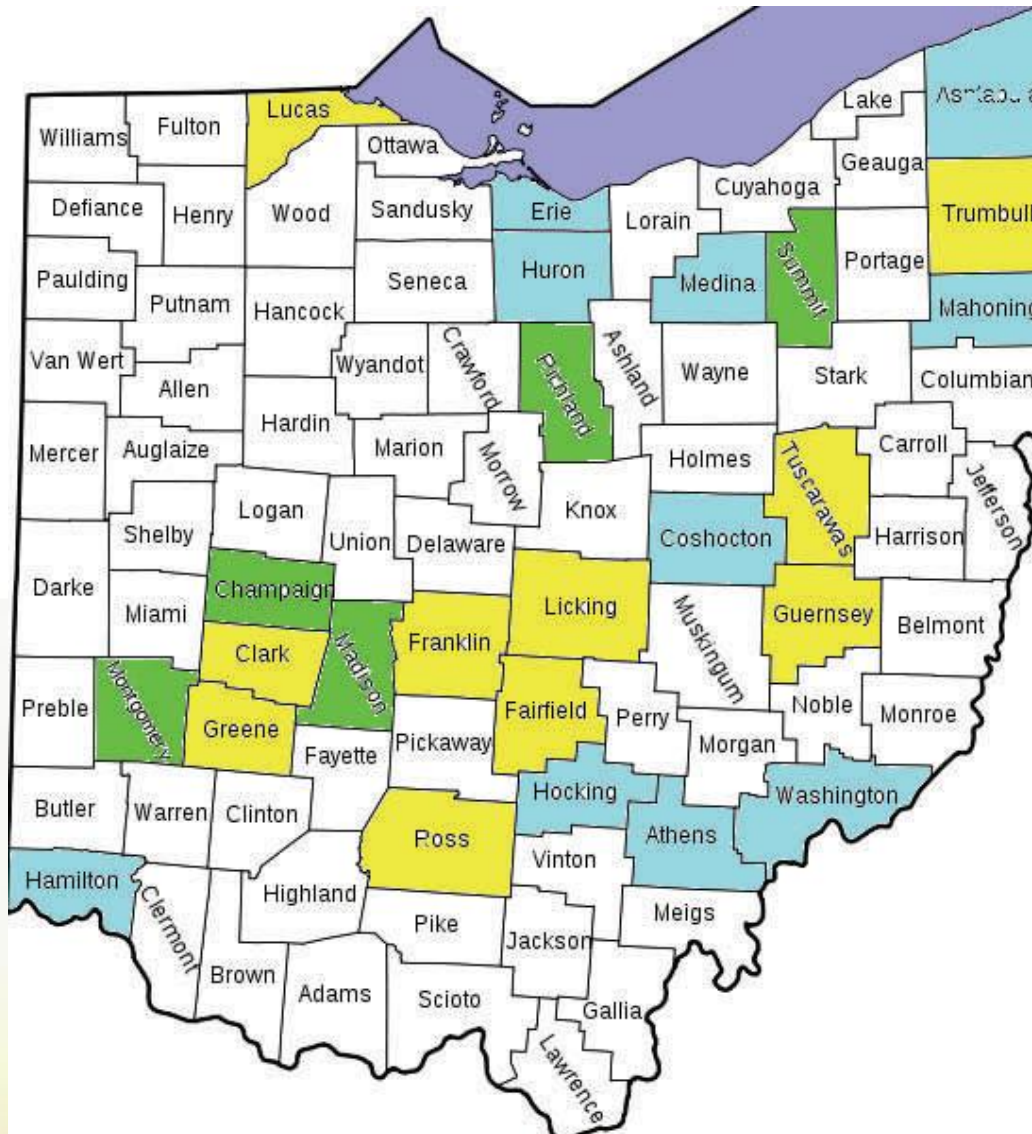 Lake
Lucas
Fulton
Williams
Ottawa
Geauga
Cuyahoga
Defiance
Henry
Wood
Sandusky
Erie
Lorain
Trumbull
Portage
Summit
Paulding
Seneca
Huron
Medina
Putnam
Hancock
Mahoning
Van Wert
Wyandot
Crawford
Pichland
Ashland
Wayne
Stark
Columbian
Allen
Hardin
Mercer
Auglaize
Marion
Morrow
Holmes
Tuscarawas
Carroll
Jefferson
Logan
Knox
Shelby
Union
Delaware
Coshocton
Harrison
Darke
Champaign
Miami
Licking
Muskingum
Guernsey
Belmont
Clark
Madison
Franklin
Montgomery
Preble
Greene
Fairfield
Perry
Noble
Monroe
Pickaway
Morgan
Fayette
Butler
Warren
Clinton
Hocking
Washington
Poss
Athens
Vinton
Hamilton
Clermont
Highland
Meigs
Pike
Jackson
Brown
Adams
Scioto
Gallia
Lawrence